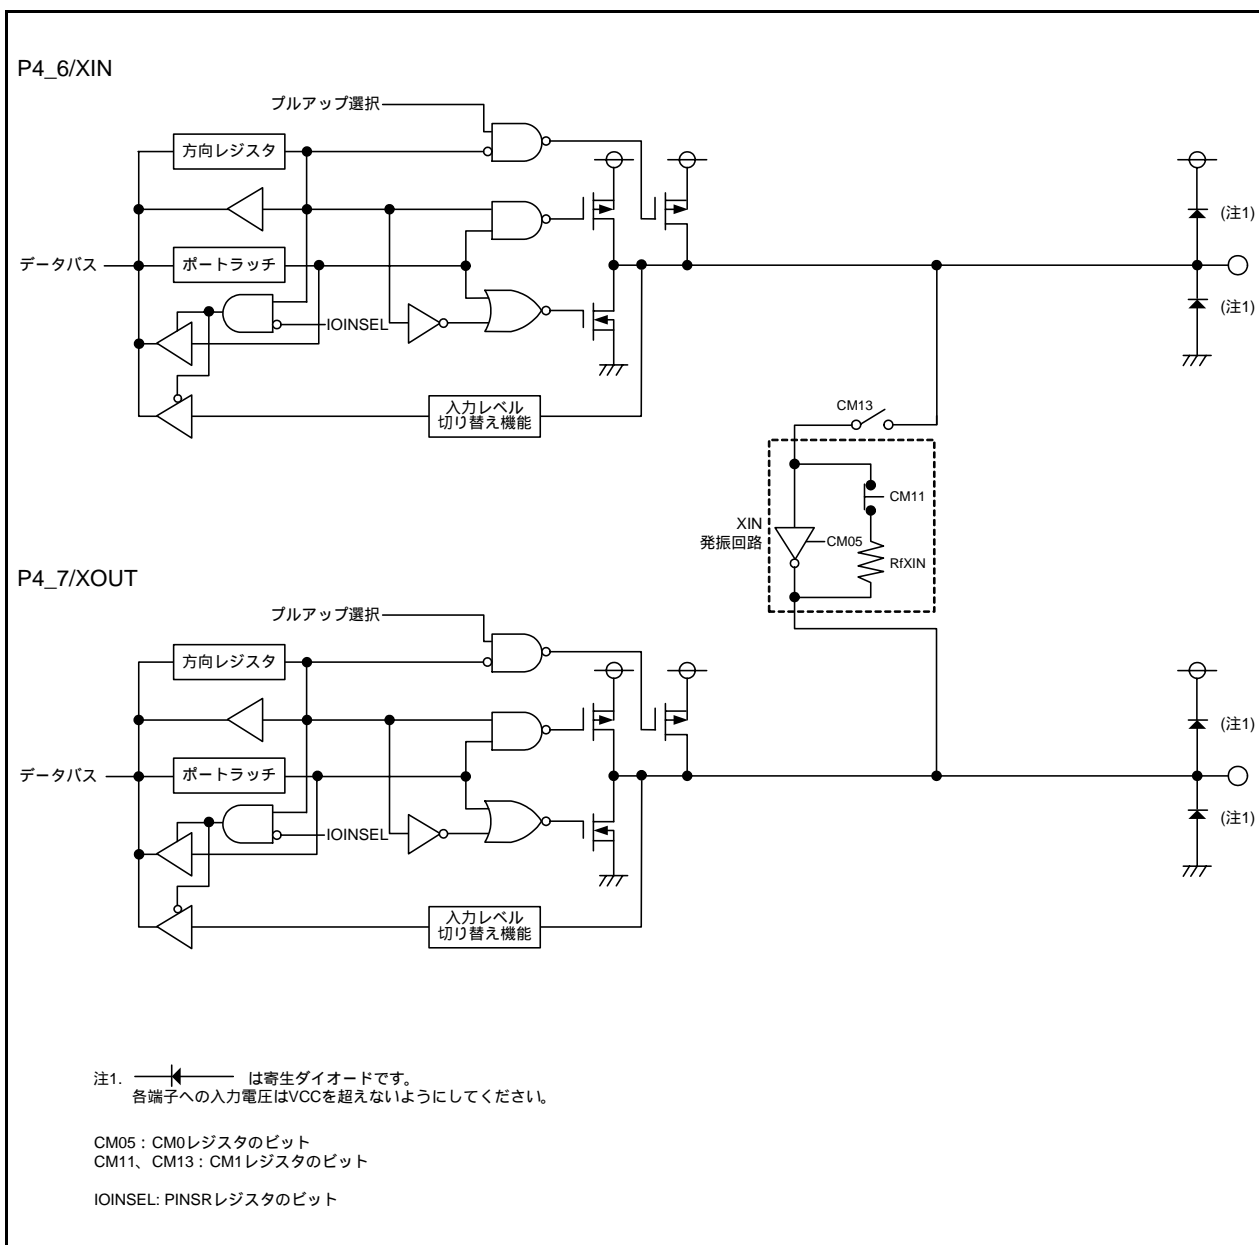 P4_6/XIN
プルアップ選択
方向レジスタ
(注1)
データバス
ポートラッチ
(注1)
IOINSEL
入力レベル
切り替え機能
CM13
CM11
XIN
発振回路
CM05
RfXIN
P4_7/XOUT
プルアップ選択
方向レジスタ
(注1)
データバス
ポートラッチ
(注1)
IOINSEL
入力レベル
切り替え機能
注1. は寄生ダイオードです。
各端子への入力電圧はVCCを超えないようにしてください。
CM05：CM0レジスタのビット
CM11、CM13：CM1レジスタのビット
IOINSEL: PINSRレジスタのビット